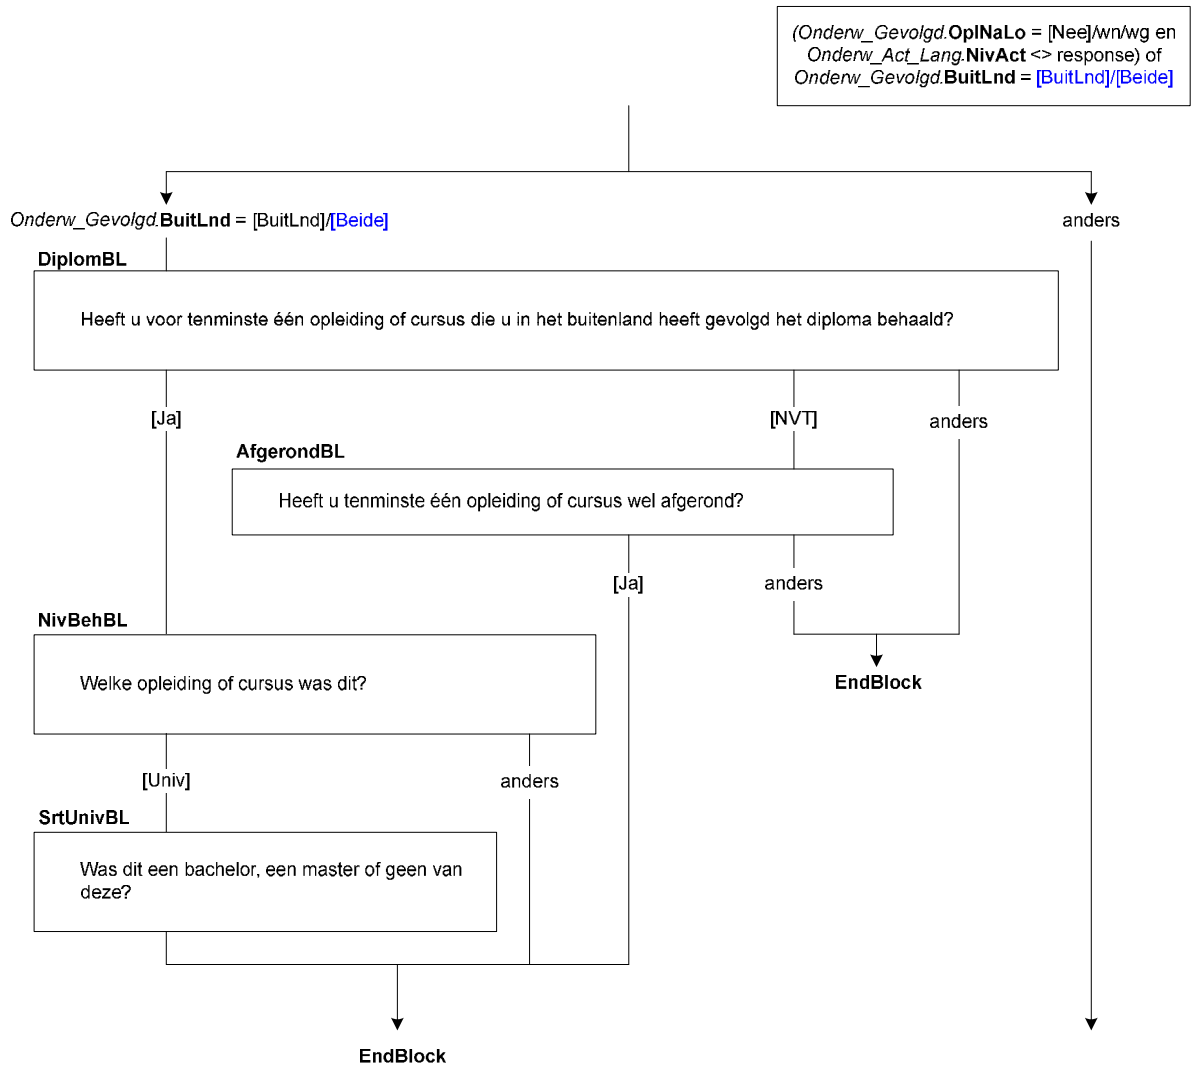 (Onderw_Gevolgd.OplNaLo = [Nee]/wn/wg en
Onderw_Act_Lang.NivAct <> response) of
Onderw_Gevolgd.BuitLnd = [BuitLnd]/[Beide]
Onderw_Gevolgd.BuitLnd = [BuitLnd]/[Beide]
anders
DiplomBL
Heeft u voor tenminste één opleiding of cursus die u in het buitenland heeft gevolgd het diploma behaald?
[Ja]
[NVT]
anders
AfgerondBL
Heeft u tenminste één opleiding of cursus wel afgerond?
[Ja]
anders
NivBehBL
Welke opleiding of cursus was dit?
EndBlock
[Univ]
anders
SrtUnivBL
Was dit een bachelor, een master of geen van
deze?
EndBlock